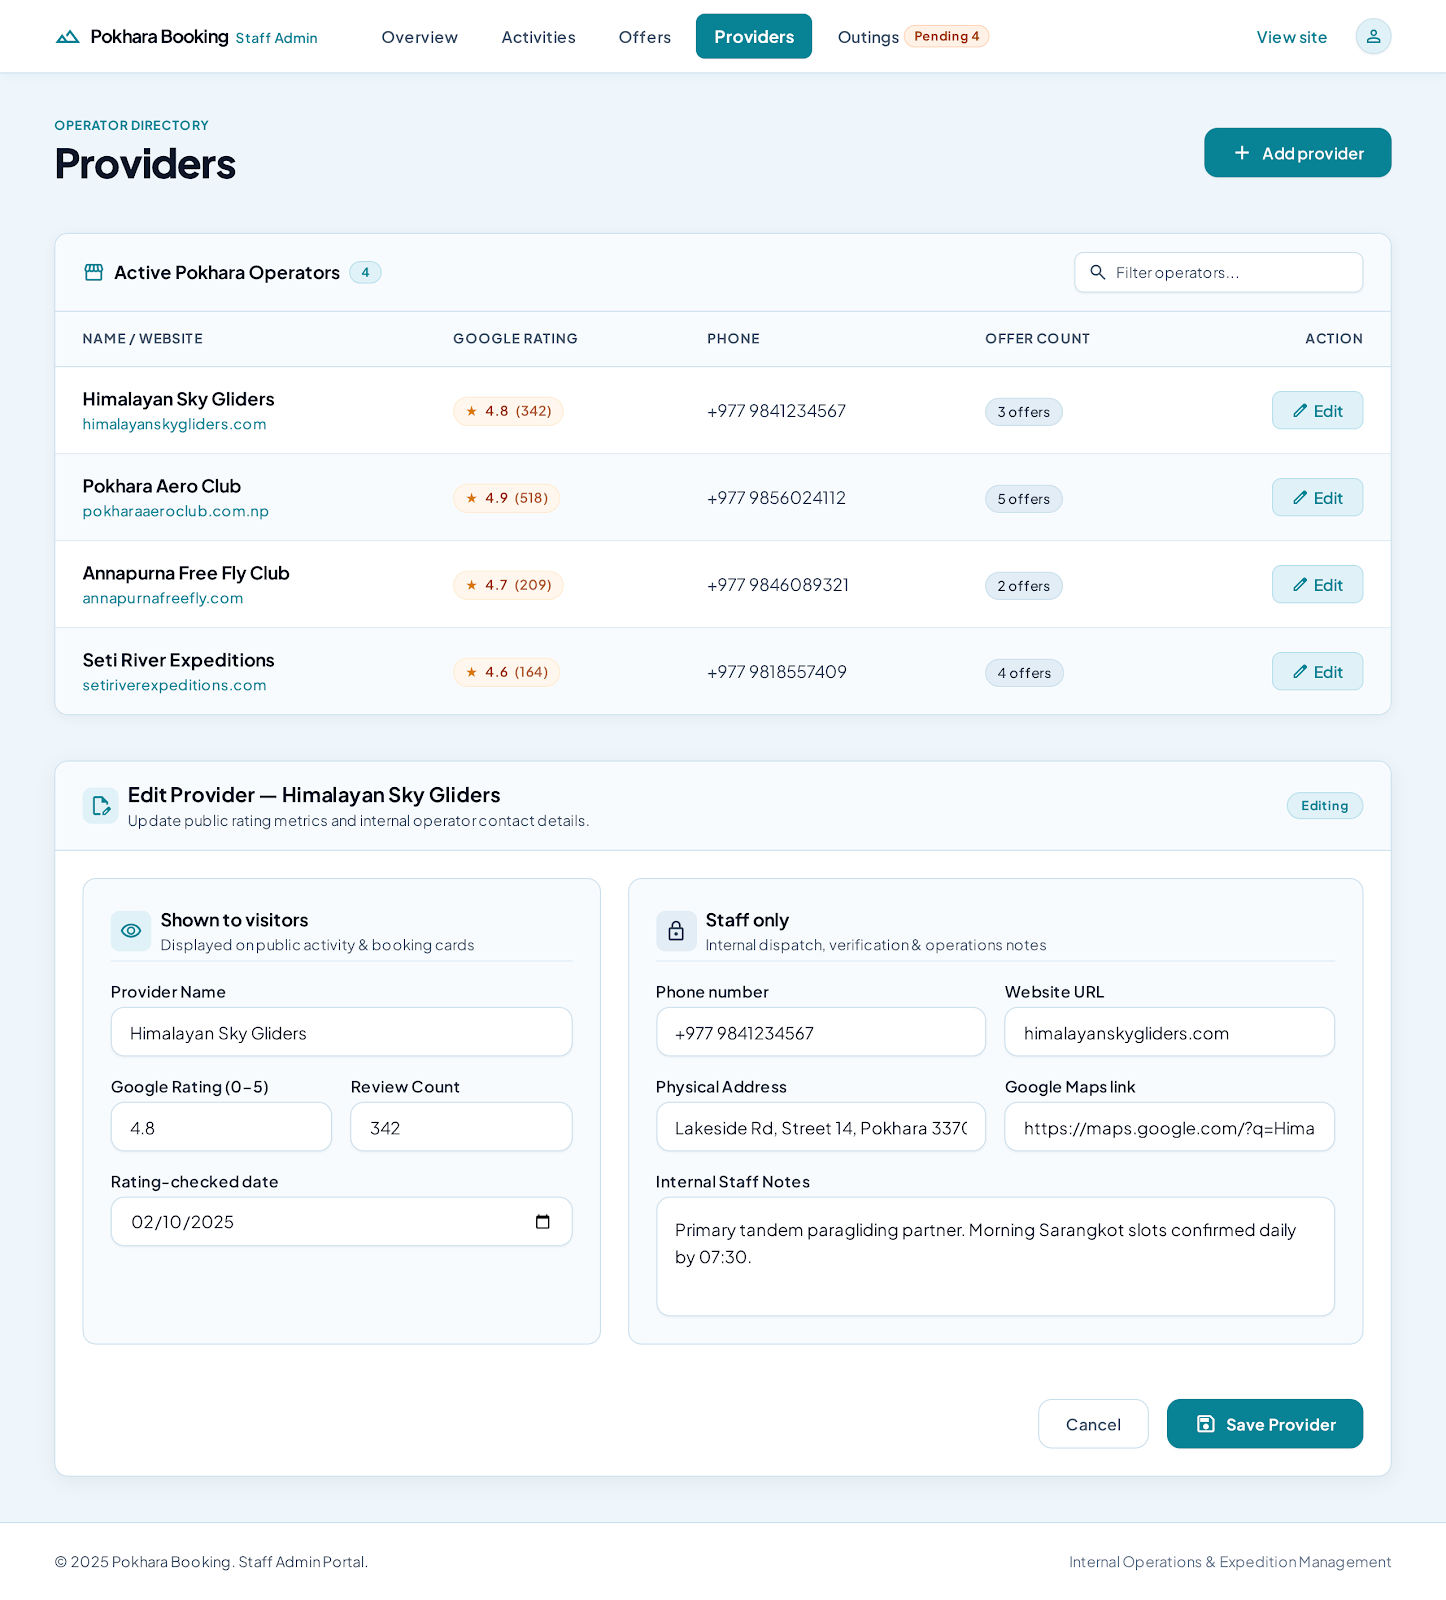 Pokhara Booking Staff Admin Overview Activities Offers Providers Outings Pending 4 View site
OPERATOR DIRECTORY
Providers
Add provider
Active Pokhara Operators 4 Filter operators...
NAME / WEBSITE GOOGLE RATING PHONE OFFER COUNT ACTION
Himalayan Sky Gliders
himalayanskygliders.com
★ 4.8 (342) +977 9841234567 3 offers Edit
Pokhara Aero Club
pokharaaeroclub.com.np
★ 4.9 (518) +977 9856024112 5 offers Edit
Annapurna Free Fly Club
annapurnafreefly.com
★ 4.7 (209) +977 9846089321 2 offers Edit
Seti River Expeditions
setiriverexpeditions.com
★ 4.6 (164) +977 9818557409 4 offers Edit
Edit Provider — Himalayan Sky Gliders
Update public rating metrics and internal operator contact details.
Editing
Shown to visitors
Displayed on public activity & booking cards
Provider Name
Himalayan Sky Gliders
Google Rating (0–5) Review Count
4.8 342
Rating-checked date
02/10/2025
Staff only
Internal dispatch, verification & operations notes
Phone number Website URL
+977 9841234567 himalayanskygliders.com
Physical Address Google Maps link
Lakeside Rd, Street 14, Pokhara 3370 https://maps.google.com/?q=Hima
Internal Staff Notes
Primary tandem paragliding partner. Morning Sarangkot slots confirmed daily
by 07:30.
Cancel Save Provider
© 2025 Pokhara Booking. Staff Admin Portal. Internal Operations & Expedition Management